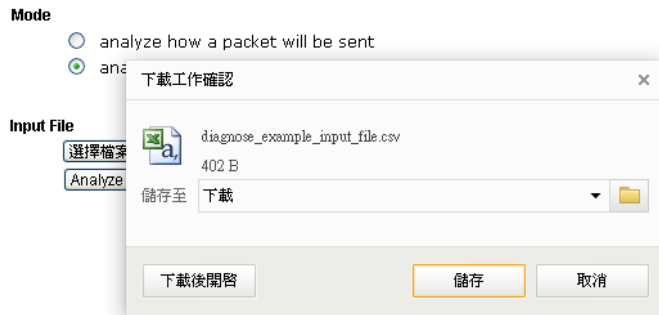 Mode
analyze how a packet will be sent
ana
下載工作確認
Input File
diagnose_example_input_file.csv
選擇檔案
402 B
Analyze
儲存至 下載
下載後開啓 儲存 取消